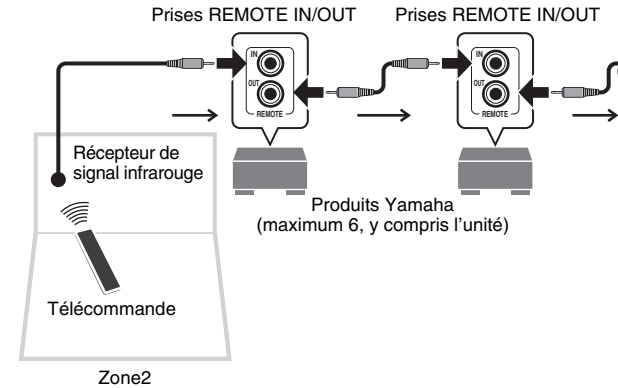 Prises REMOTE IN/OUT
Prises REMOTE IN/OUT
IN
OUT
REMOTE
IN
OUT
REMOTE
Récepteur de
signal infrarouge
Produits Yamaha
(maximum 6, y compris l’unité)
Télécommande
Zone2